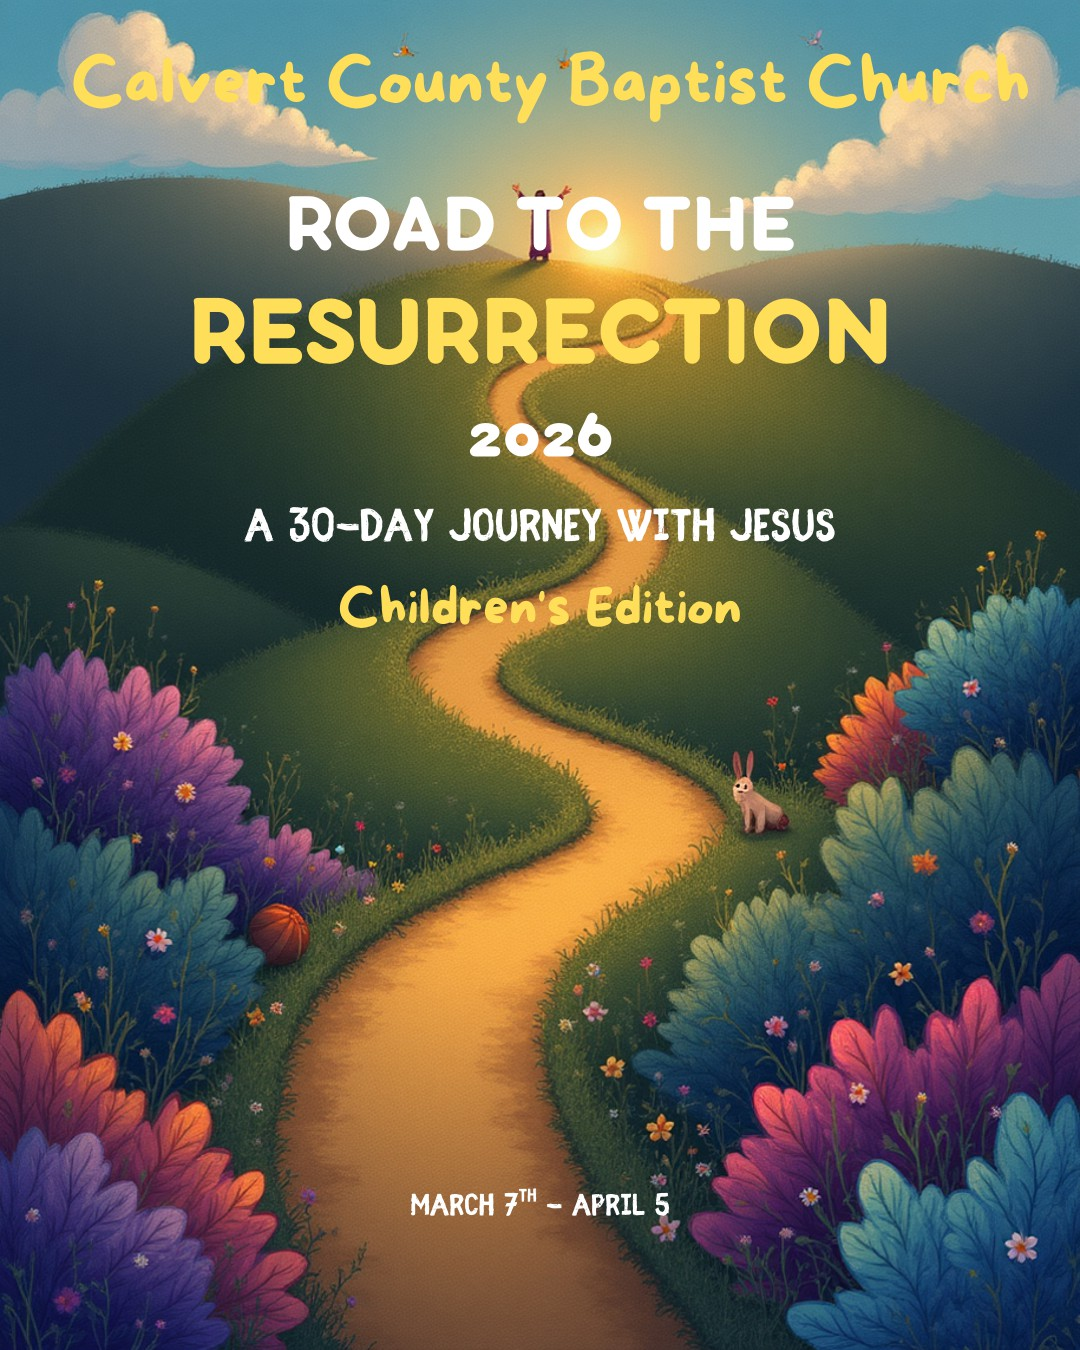 Calvert County Baptist Church
ROAD TO THE
RESURRECTION
2026
A 30-DAY JOURNEY WITH JESUS
Children's Edition
MARCH 7TH - APRIL 5